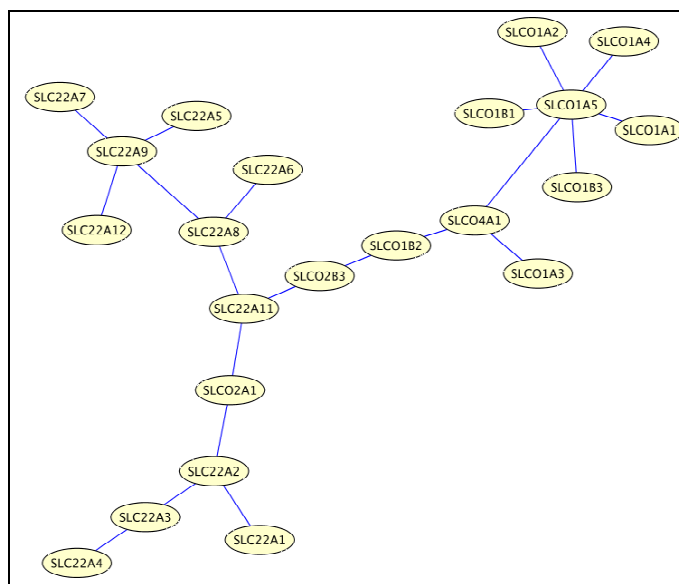 SLCO1A2
SLCO1A4
SLC22A7
SLCO1A5
SLC22A5
SLCO1B1
SLCO1A1
SLC22A9
SLC22A6
SLCO1B3
SLC22A12
SLC22A8
SLCO4A1
SLCO1B2
SLCO2B3
SLCO1A3
SLC22A11
SLCO2A1
SLC22A2
SLC22A3
SLC22A1
SLC22A4